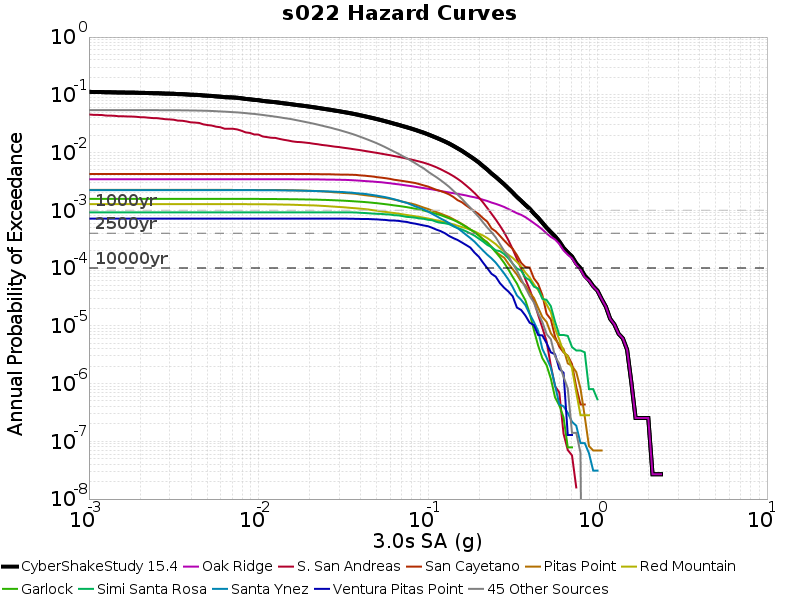 s022 Hazard Curves
Annual Probability of Exceedance
10^0
10^-1
10^-2
10^-3
10^-4
10^-5
10^-6
10^-7
10^-8
1000yr
2500yr
10000yr
10^-3 10^-2 10^-1 10^0 10^1
3.0s SA (g)
CyberShakeStudy 15.4 Oak Ridge S. San Andreas San Cayetano Pitas Point Red Mountain
Garlock Simi Santa Rosa Santa Ynez Ventura Pitas Point 45 Other Sources